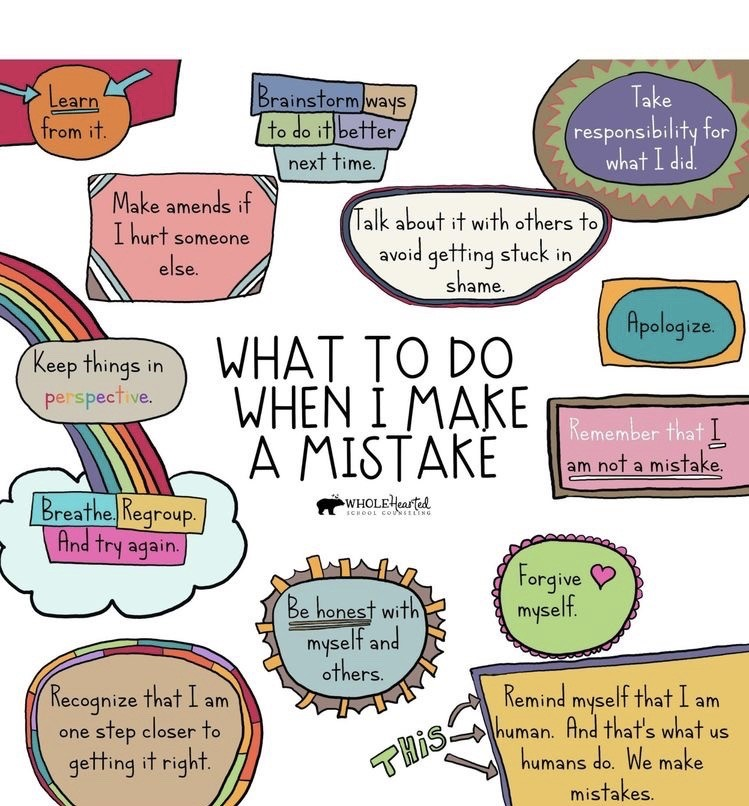 Learn
from it.
Brainstorm ways
to do it better
next time.
Take
responsibility for
what I did.
Make amends if
I hurt someone
else.
Talk about it with others to
avoid getting stuck in
shame.
Apologize.
Keep things in
perspective.
WHAT TO DO
WHEN I MAKE
A MISTAKE
WHOLEHearted
SCHOOL COUNSELING
Remember that I
am not a mistake.
Breathe. Regroup.
And try again.
Be honest with
myself and
others.
Forgive
myself.
Recognize that I am
one step closer to
getting it right.
THIS
Remind myself that I am
human. And that's what us
humans do. We make
mistakes.